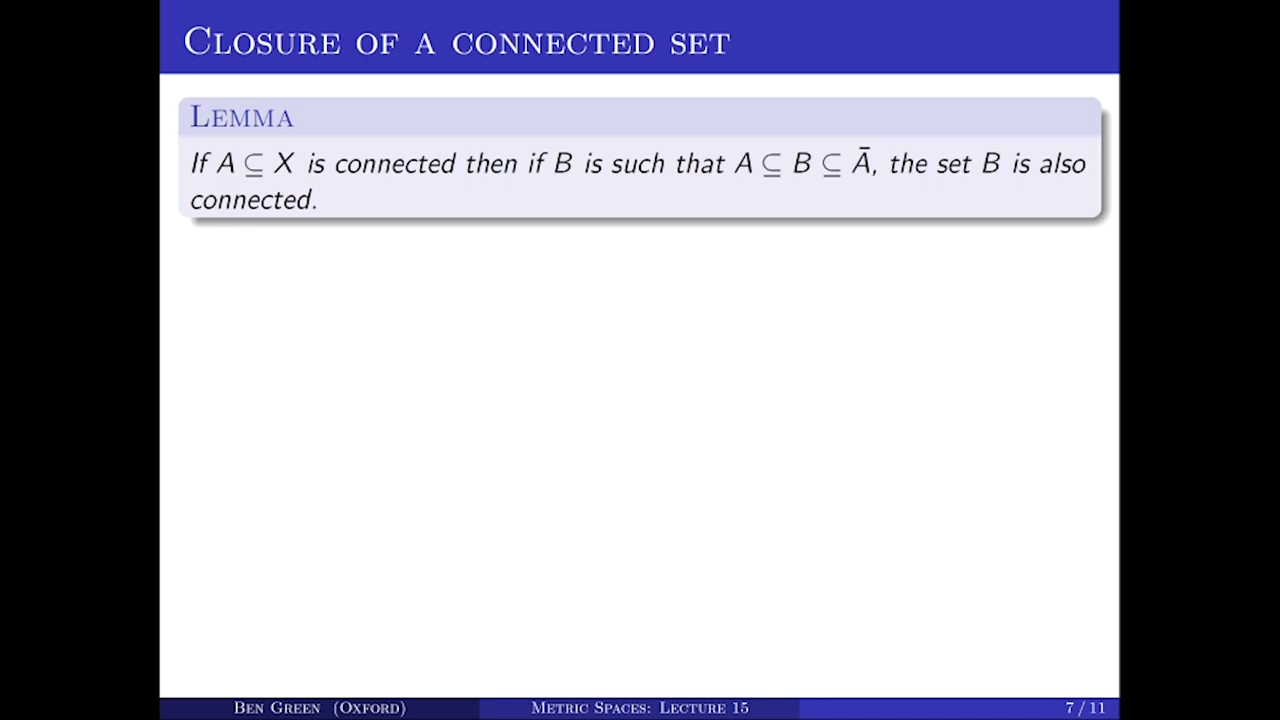 Closure of a connected set
Lemma
If A ⊆ X is connected then if B is such that A ⊆ B ⊆ Ā, the set B is also
connected.
Ben Green (Oxford) Metric Spaces: Lecture 15 7 / 11